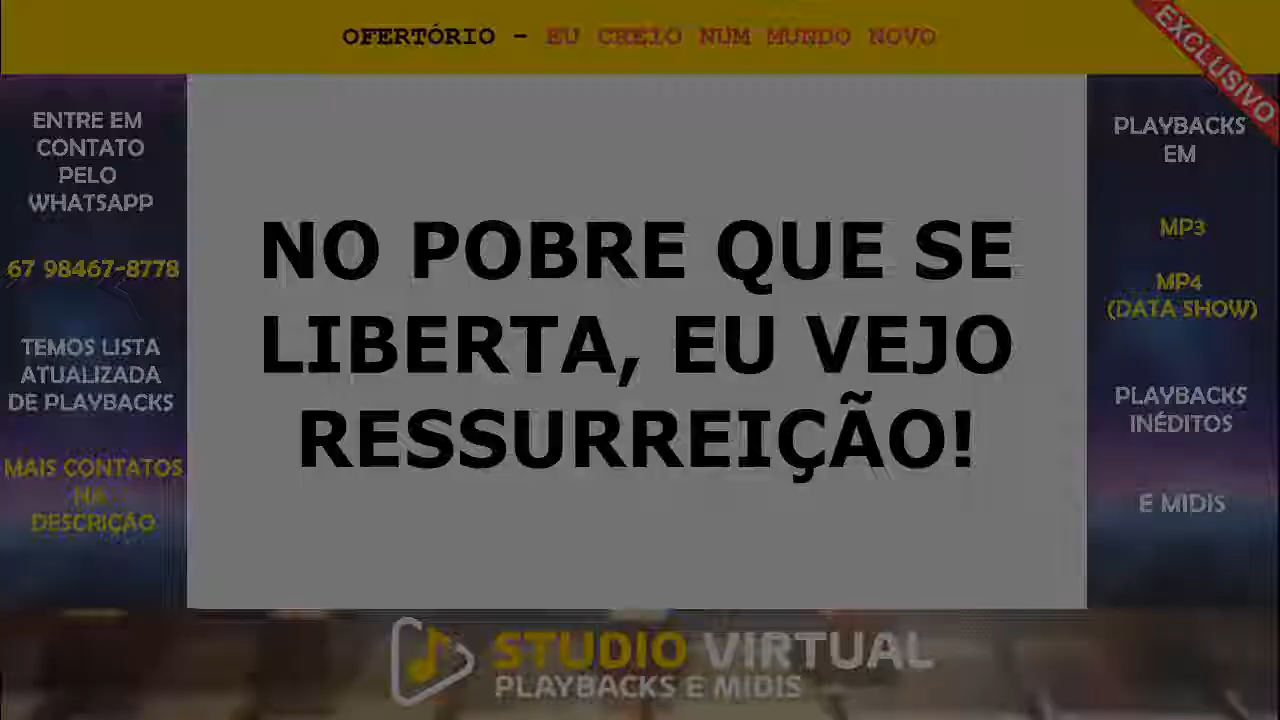 OFERTÓRIO - EU CREIO NUM MUNDO NOVO
EXCLUSIVO
ENTRE EM
CONTATO
PELO
WHATSAPP
67 98467-8778
TEMOS LISTA
ATUALIZADA
DE PLAYBACKS
MAIS CONTATOS
NA
DESCRIÇÃO
NO POBRE QUE SE
LIBERTA, EU VEJO
RESSURREIÇÃO!
PLAYBACKS
EM
MP3
MP4
(DATA SHOW)
PLAYBACKS
INÉDITOS
E MIDIS
STUDIO VIRTUAL
PLAYBACKS E MIDIS